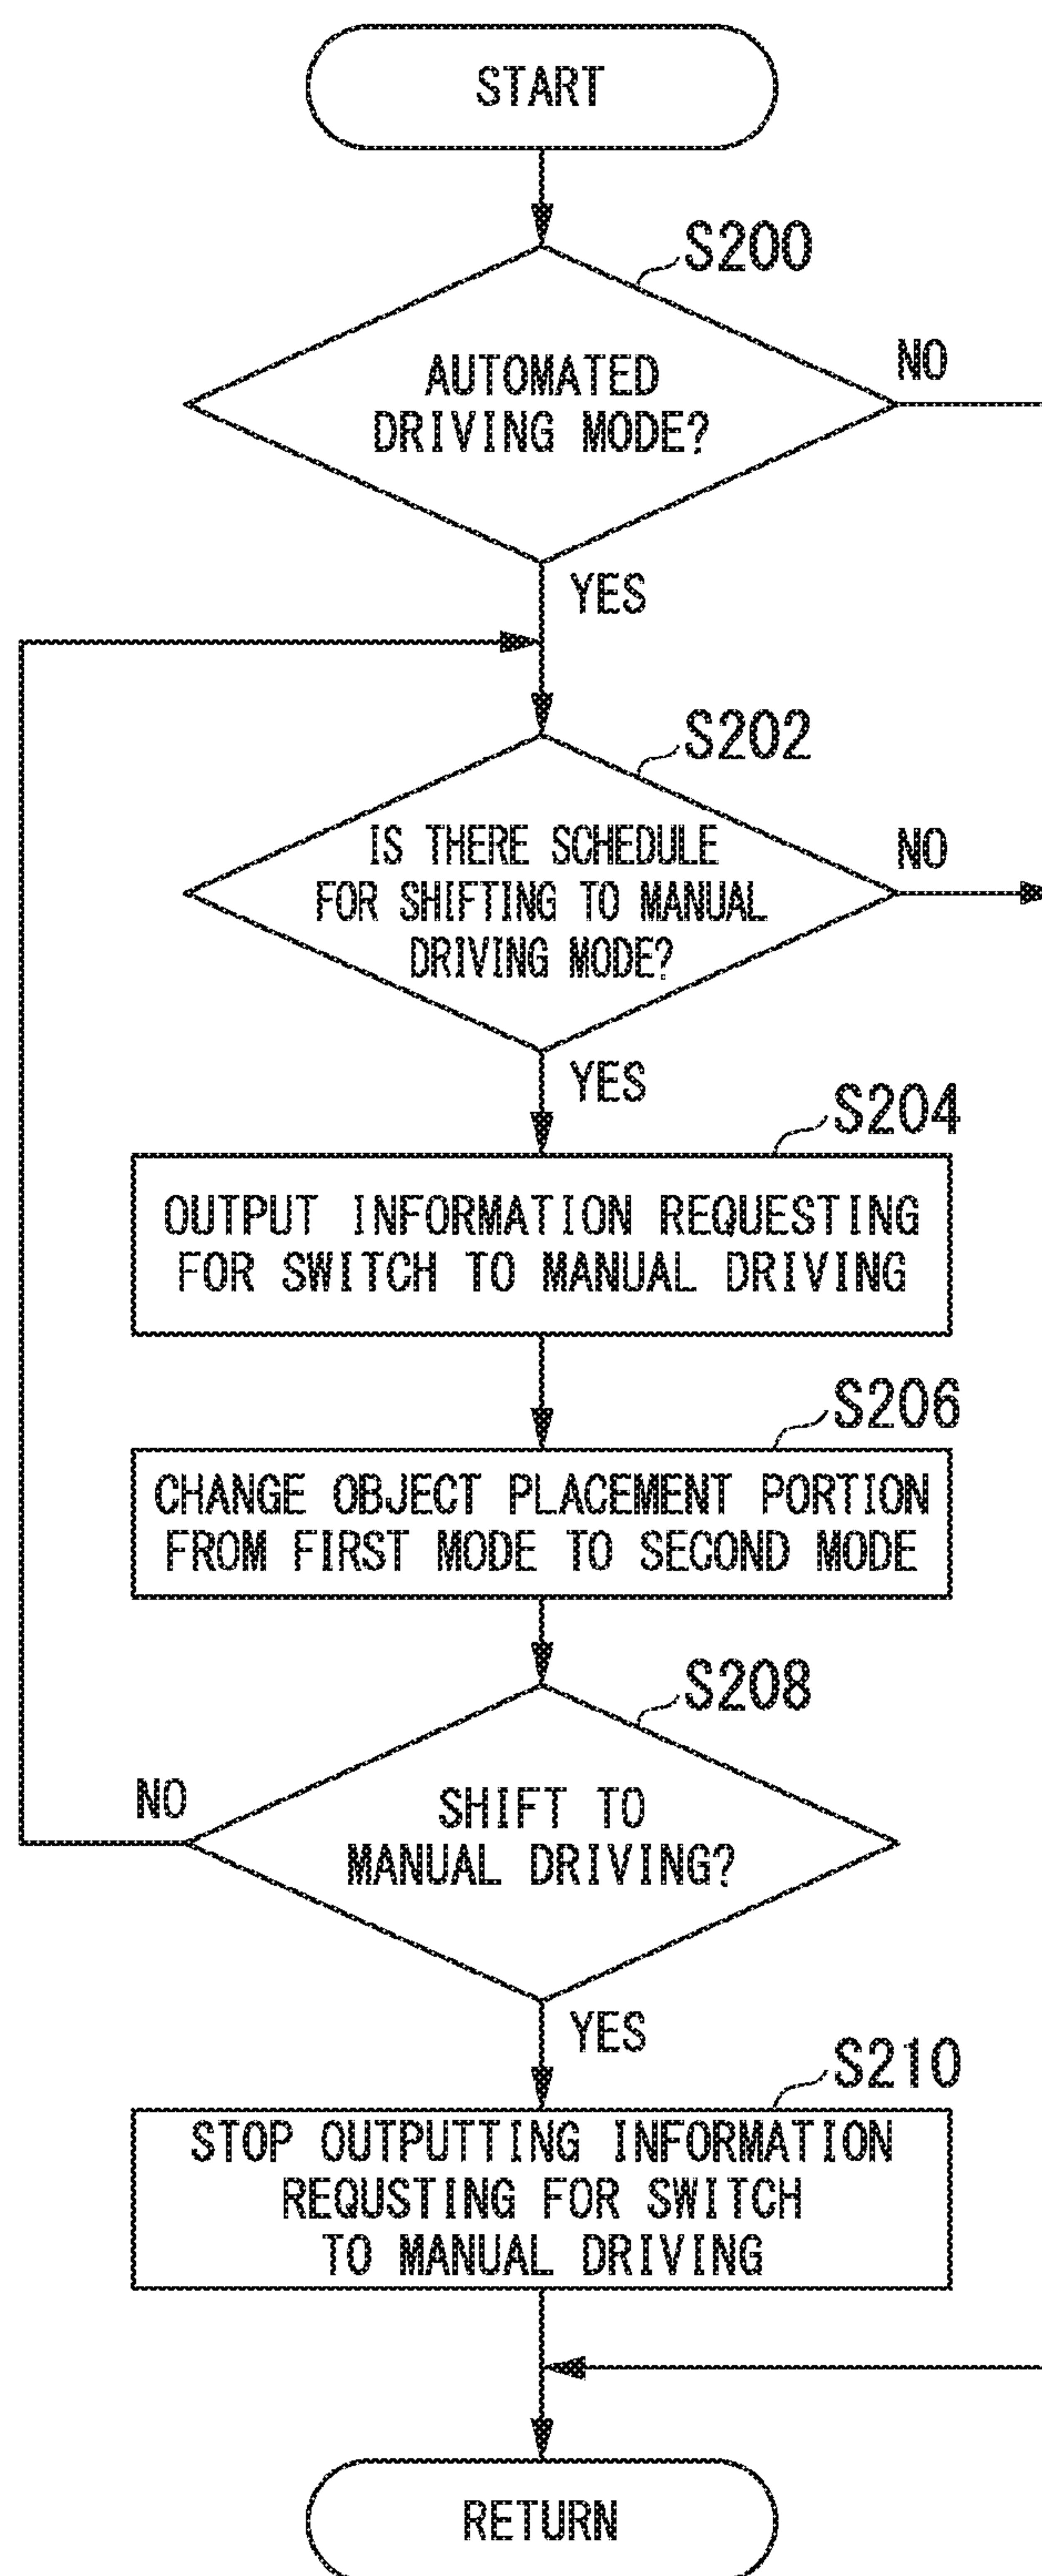 START
S200
AUTOMATED
DRIVING MODE?
NO
YES
S202
IS THERE SCHEDULE
FOR SHIFTING TO MANUAL
DRIVING MODE?
NO
YES
S204
OUTPUT INFORMATION REQUESTING
FOR SWITCH TO MANUAL DRIVING
S206
CHANGE OBJECT PLACEMENT PORTION
FROM FIRST MODE TO SECOND MODE
S208
SHIFT TO
MANUAL DRIVING?
NO
YES
S210
STOP OUTPUTTING INFORMATION
REQUSTING FOR SWITCH
TO MANUAL DRIVING
RETURN